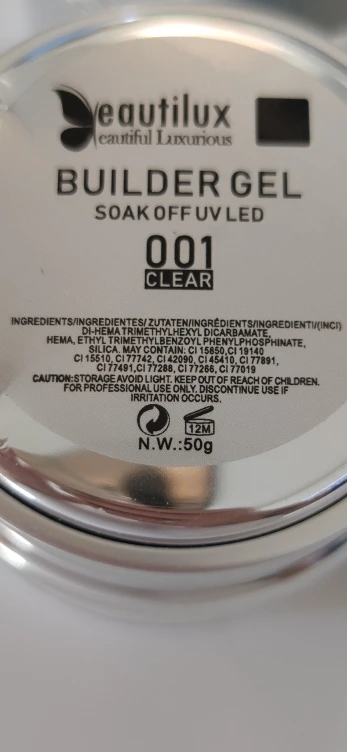 Beautilux
Beautiful Luxurious
BUILDER GEL
SOAK OFF UV LED
001
CLEAR
INGREDIENTS/INGREDIENTES/ZUTATEN/INGRÉDIENTS/INGREDIENTI/(INCI)
DI-HEMA TRIMETHYLHEXYL DICARBAMATE,
HEMA, ETHYL TRIMETHYLBENZOYL PHENYLPHOSPHINATE,
SILICA. MAY CONTAIN: CI 15850,CI 19140
CI 15510, CI 77742, CI 42090, CI 45410, CI 77891,
CI 77491,CI 77288, CI 77266, CI 77019
CAUTION:STORAGE AVOID LIGHT. KEEP OUT OF REACH OF CHILDREN.
FOR PROFESSIONAL USE ONLY. DISCONTINUE USE IF
IRRITATION OCCURS.
12M
N.W.:50g